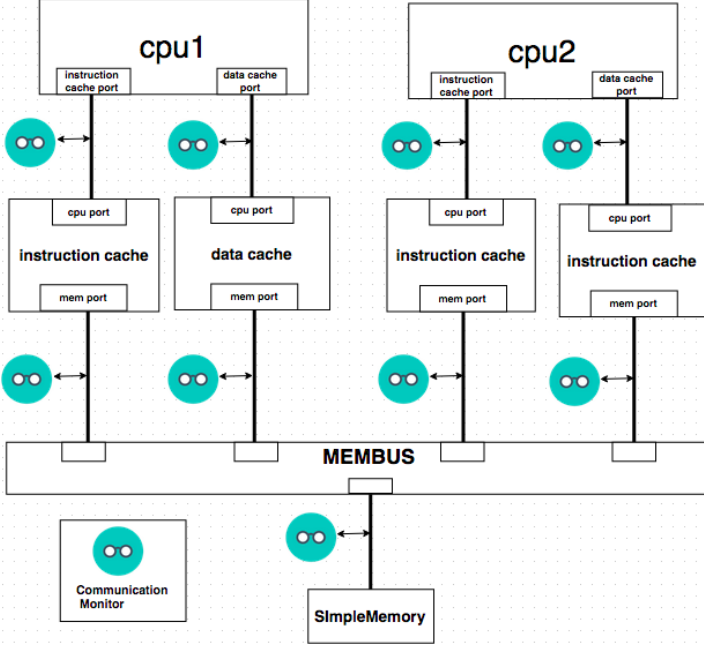 cpu1
cpu2
instruction
cache port
data cache
port
instruction
cache port
data cache
port
cpu port
cpu port
cpu port
cpu port
instruction cache
data cache
instruction cache
instruction cache
mem port
mem port
mem port
mem port
MEMBUS
Communication
Monitor
SImpleMemory